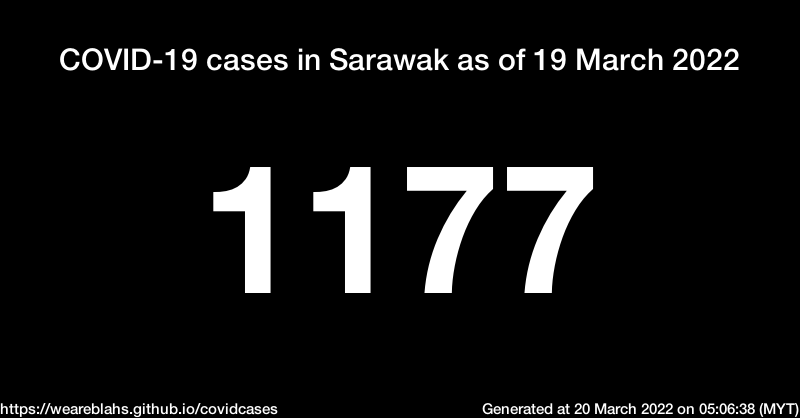 COVID-19 cases in Sarawak as of 19 March 2022
1177
https://weareblahs.github.io/covidcases
Generated at 20 March 2022 on 05:06:38 (MYT)